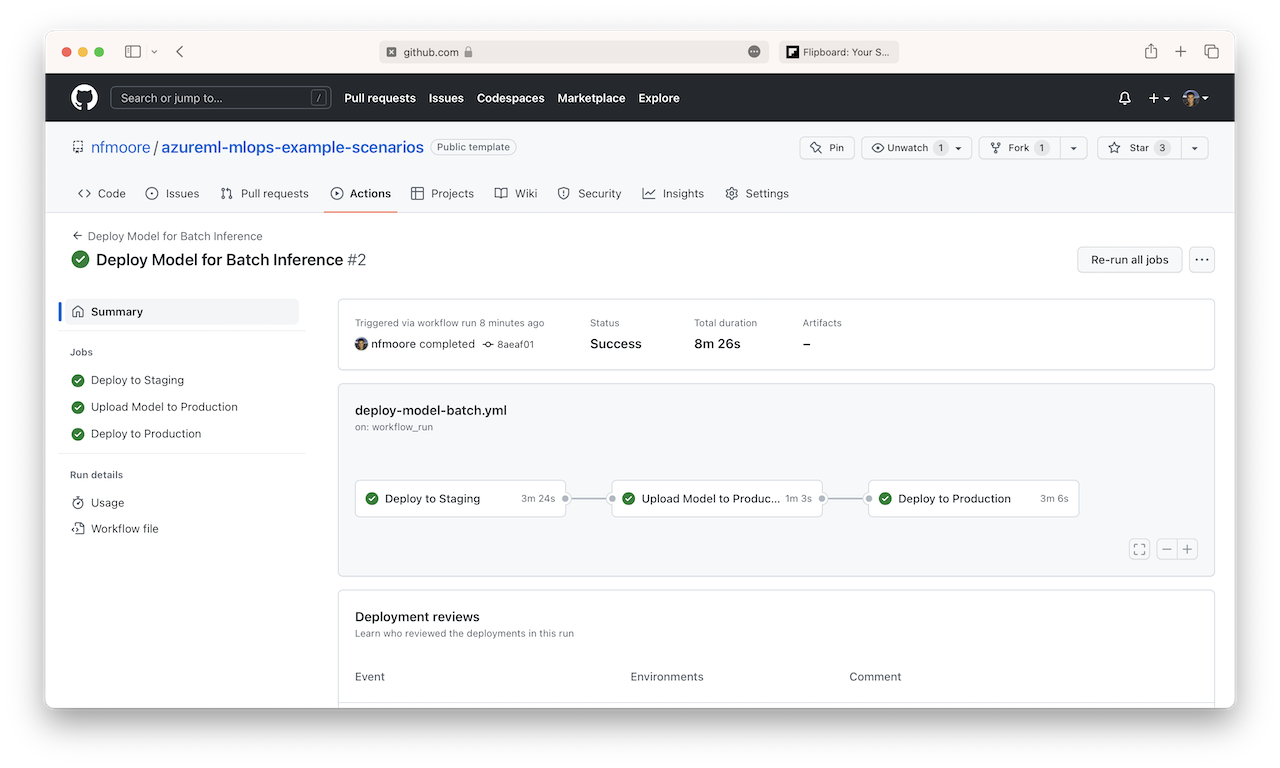 github.com
Flipboard: Your S...
Search or jump to...
/
Pull requests
Issues
Codespaces
Marketplace
Explore
nfmoore / azureml-mlops-example-scenarios
Public template
Pin
Unwatch 1
Fork 1
Star 3
Code
Issues
Pull requests
Actions
Projects
Wiki
Security
Insights
Settings
Deploy Model for Batch Inference
Deploy Model for Batch Inference #2
Re-run all jobs
Summary
Jobs
Deploy to Staging
Upload Model to Production
Deploy to Production
Run details
Usage
Workflow file
Triggered via workflow run 8 minutes ago
nfmoore completed 8aeaf01
Status
Success
Total duration
8m 26s
Artifacts
–
deploy-model-batch.yml
on: workflow_run
Deploy to Staging 3m 24s
Upload Model to Produc... 1m 3s
Deploy to Production 3m 6s
Deployment reviews
Learn who reviewed the deployments in this run
Event
Environments
Comment